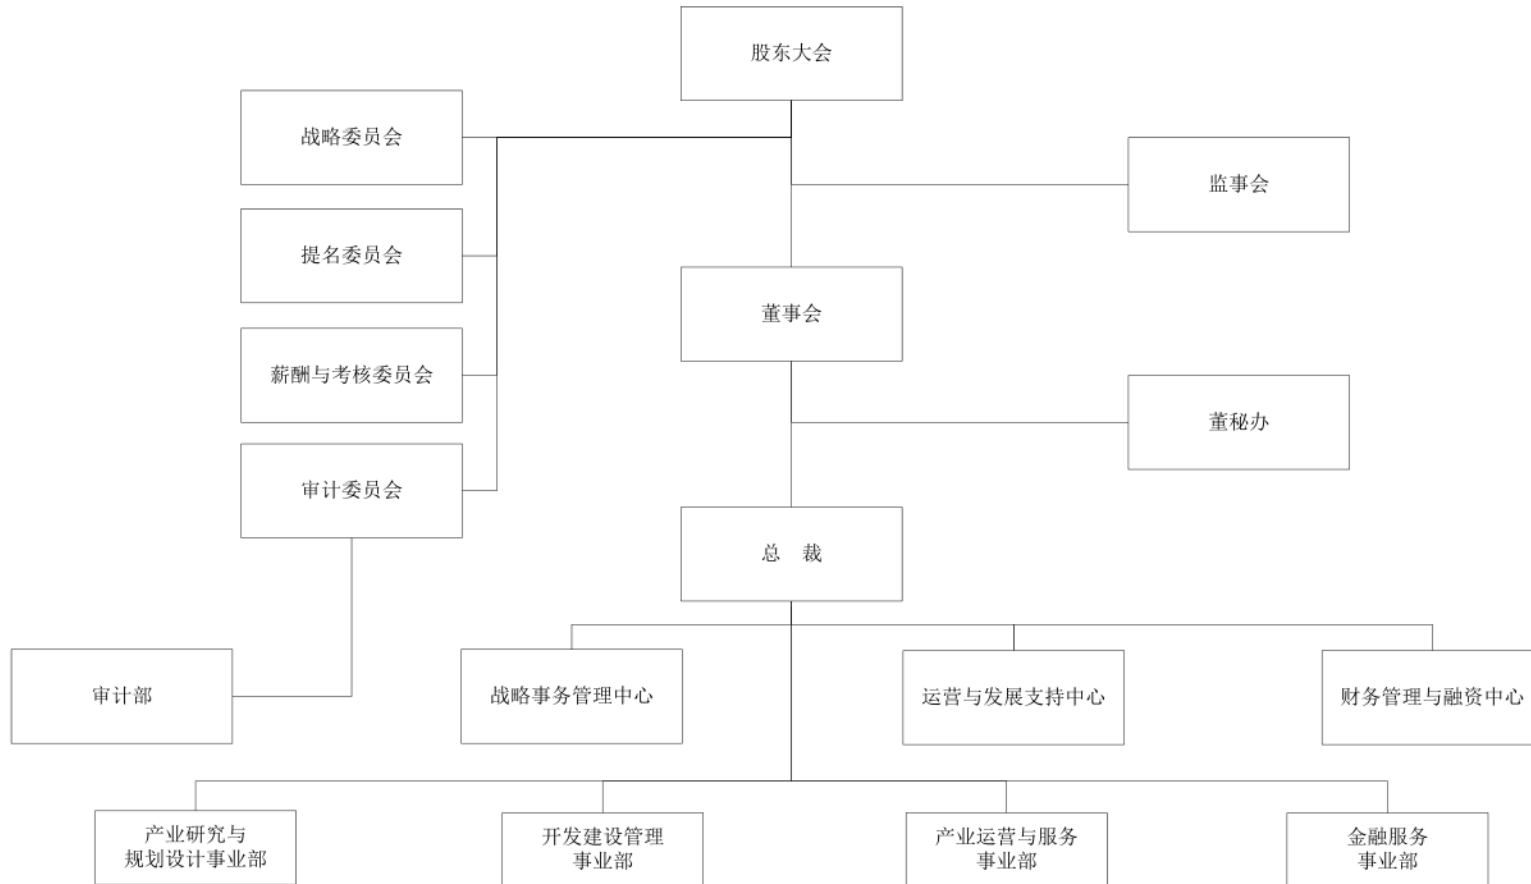 股东大会
战略委员会
监事会
提名委员会
董事会
薪酬与考核委员会
董秘办
审计委员会
总　裁
审计部
战略事务管理中心
运营与发展支持中心
财务管理与融资中心
产业研究与
规划设计事业部
开发建设管理
事业部
产业运营与服务
事业部
金融服务
事业部